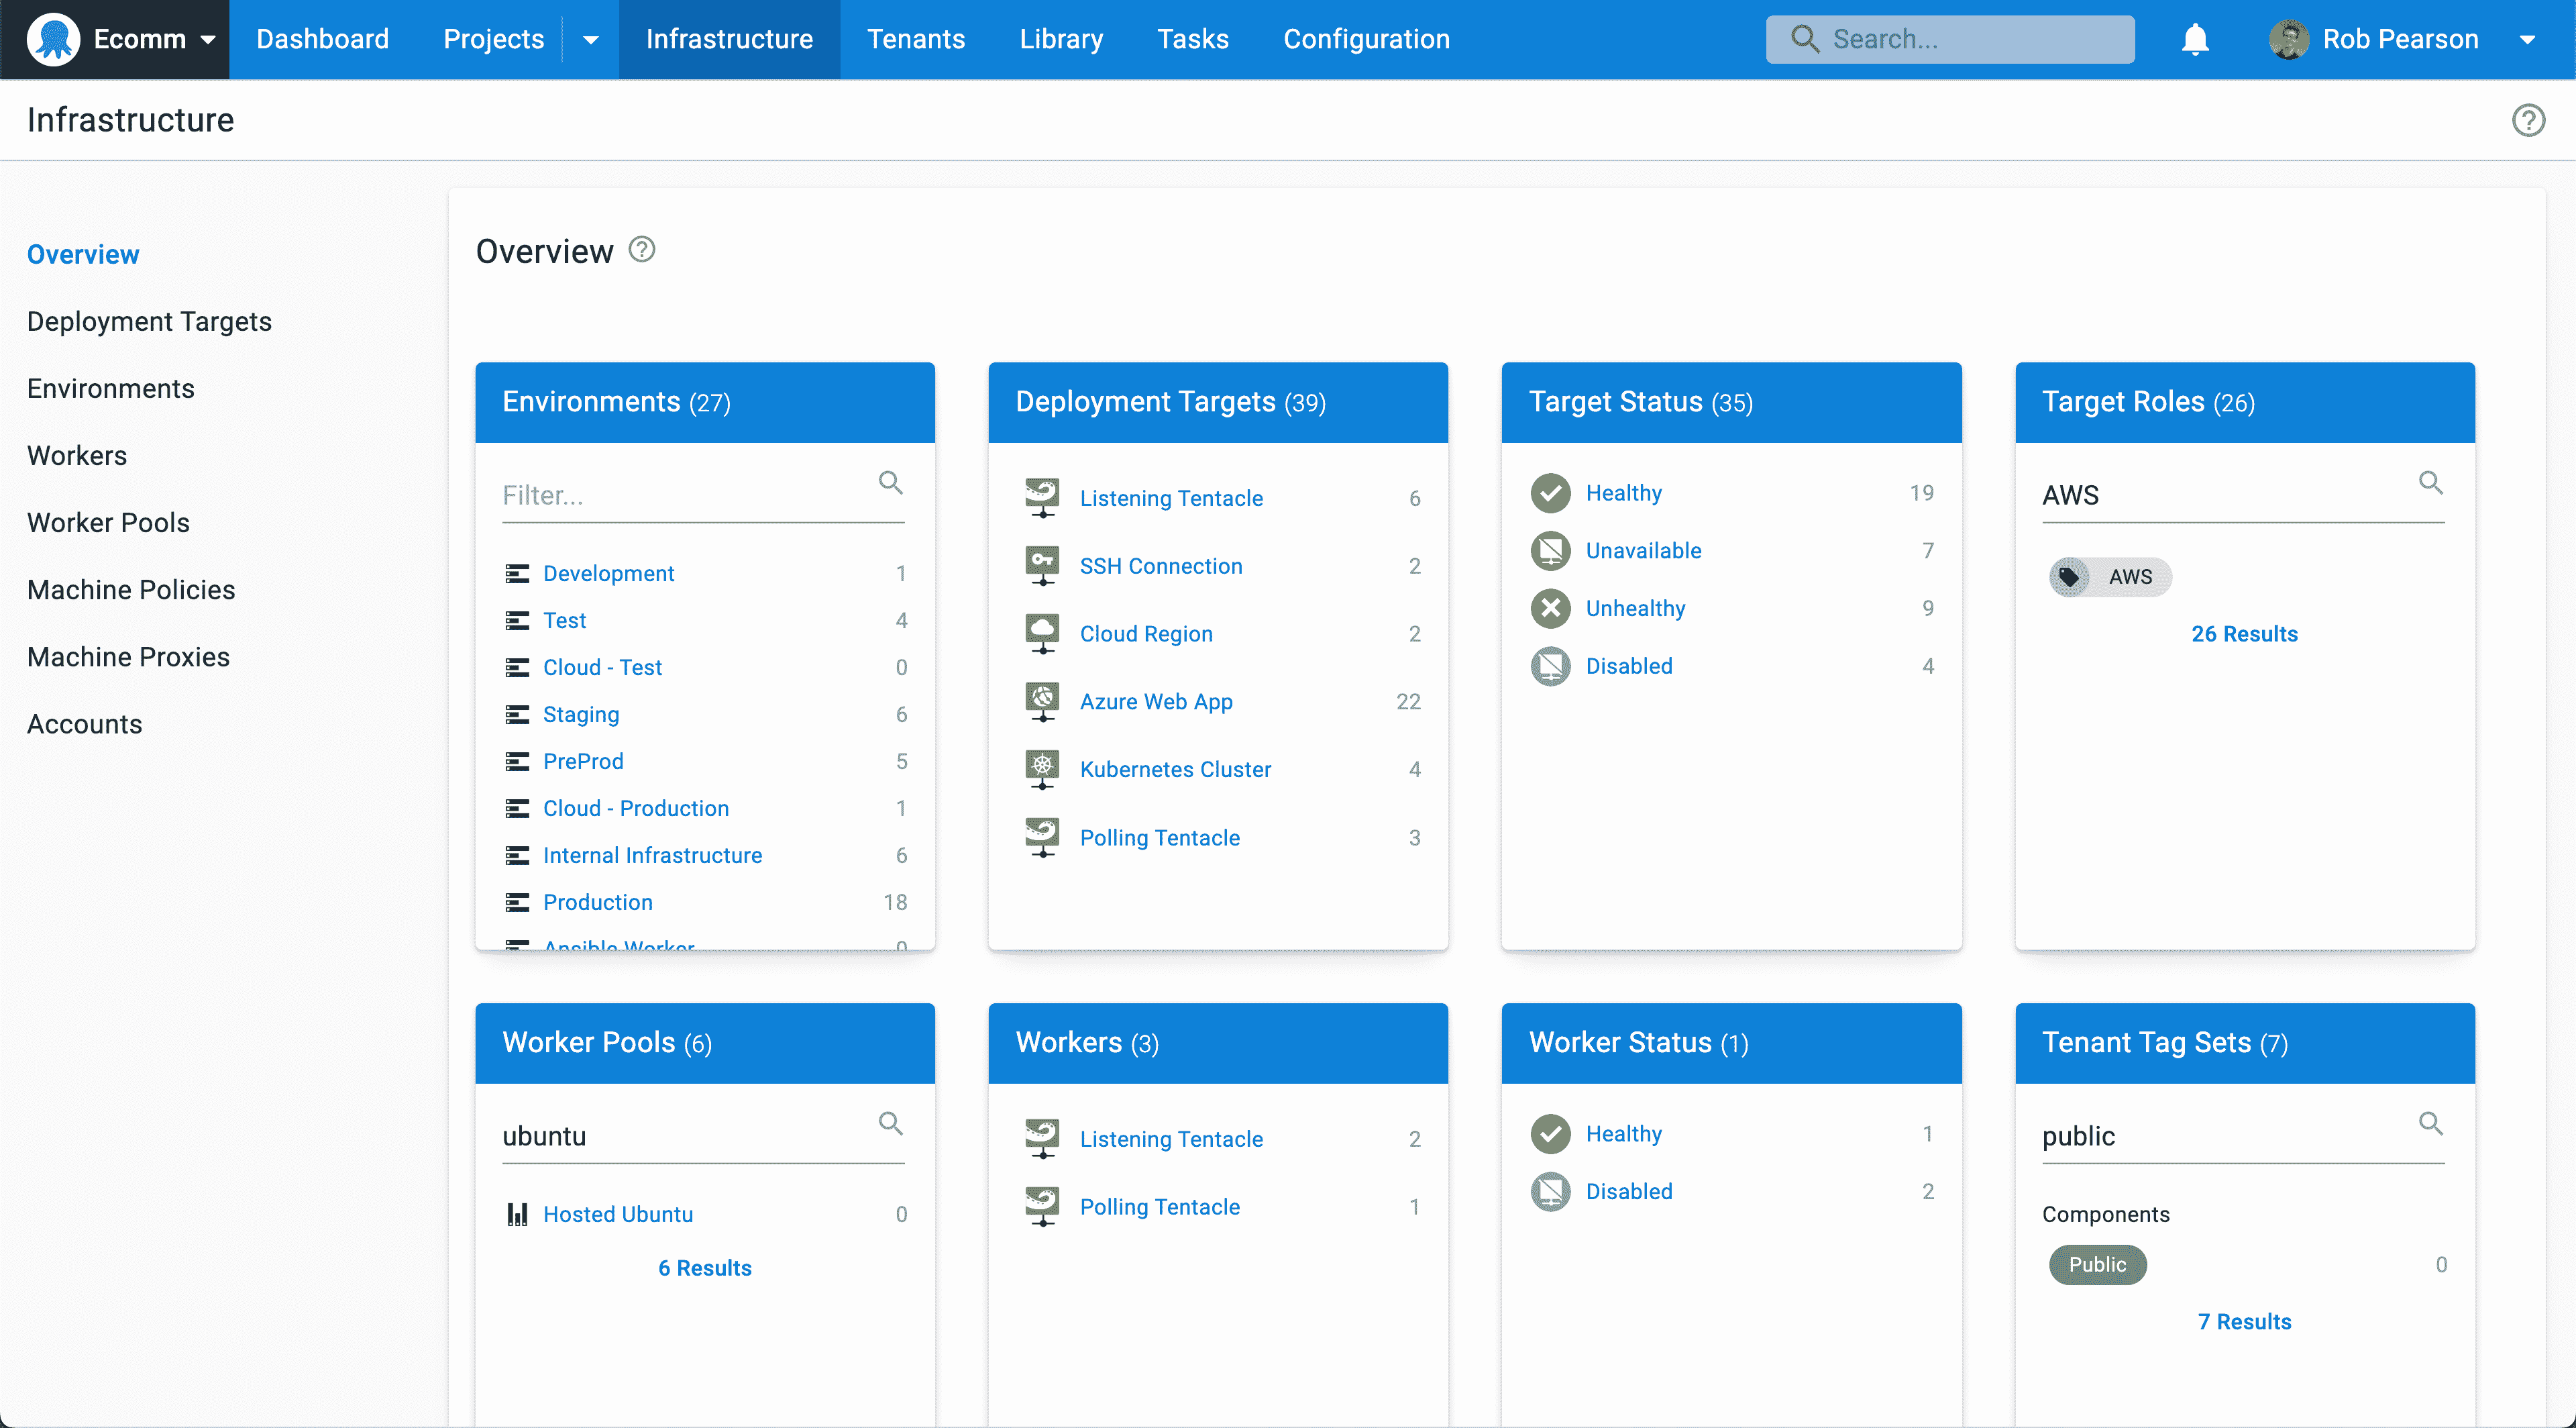 Ecomm Dashboard Projects Infrastructure Tenants Library Tasks Configuration Search... Rob Pearson
Infrastructure
Overview
Deployment Targets
Environments
Workers
Worker Pools
Machine Policies
Machine Proxies
Accounts
Overview
Environments (27)
Filter...
Development 1
Test 4
Cloud - Test 0
Staging 6
PreProd 5
Cloud - Production 1
Internal Infrastructure 6
Production 18
Ansible Worker 0
Deployment Targets (39)
Listening Tentacle 6
SSH Connection 2
Cloud Region 2
Azure Web App 22
Kubernetes Cluster 4
Polling Tentacle 3
Target Status (35)
Healthy 19
Unavailable 7
Unhealthy 9
Disabled 4
Target Roles (26)
AWS
AWS
26 Results
Worker Pools (6)
ubuntu
Hosted Ubuntu 0
6 Results
Workers (3)
Listening Tentacle 2
Polling Tentacle 1
Worker Status (1)
Healthy 1
Disabled 2
Tenant Tag Sets (7)
public
Components
Public 0
7 Results